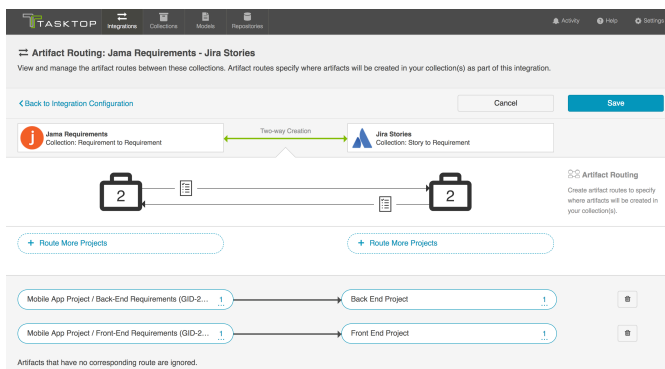 TASKTOP
Integrations
Collections
Models
Repositories
Activity
Help
Settings
Artifact Routing: Jama Requirements - Jira Stories
View and manage the artifact routes between these collections. Artifact routes specify where artifacts will be created in your collection(s) as part of this integration.
Back to Integration Configuration
Cancel
Save
j
Jama Requirements
Collection: Requirement to Requirement
Two-way Creation
Jira Stories
Collection: Story to Requirement
2
2
Artifact Routing
Create artifact routes to specify
where artifacts will be created in
your collection(s).
+ Route More Projects
+ Route More Projects
Mobile App Project / Back-End Requirements (GID-2... 1
Back End Project 1
Mobile App Project / Front-End Requirements (GID-2... 1
Front End Project 1
Artifacts that have no corresponding route are ignored.